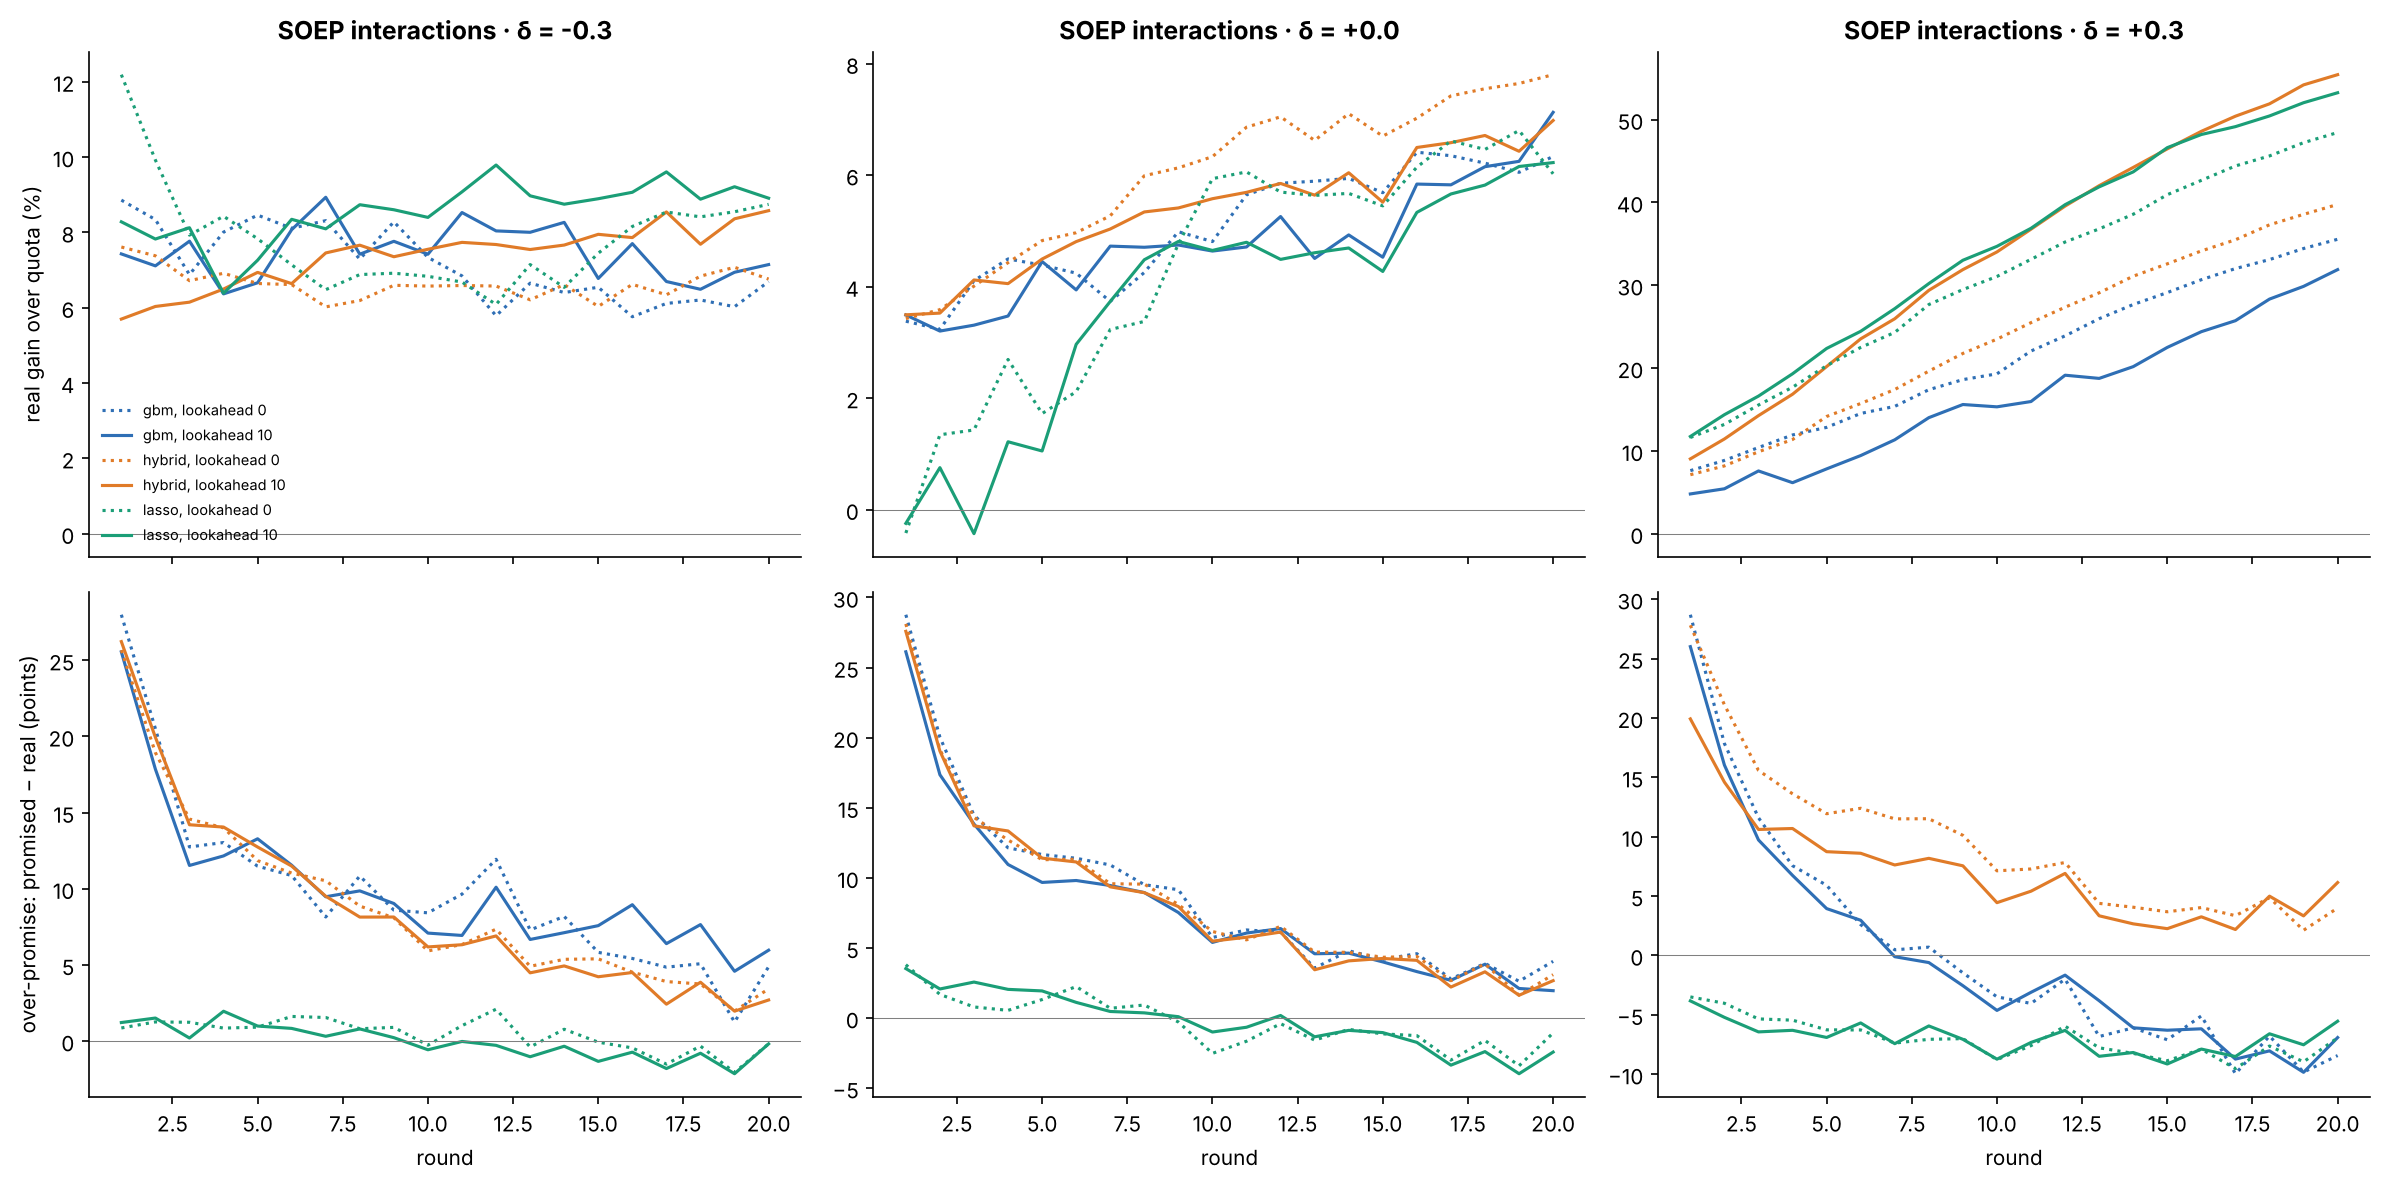 SOEP interactions · δ = -0.3
SOEP interactions · δ = +0.0
SOEP interactions · δ = +0.3
real gain over quota (%)
12
10
8
6
4
2
0
gbm, lookahead 0
gbm, lookahead 10
hybrid, lookahead 0
hybrid, lookahead 10
lasso, lookahead 0
lasso, lookahead 10
8
6
4
2
0
50
40
30
20
10
0
over-promise: promised − real (points)
25
20
15
10
5
0
2.5 5.0 7.5 10.0 12.5 15.0 17.5 20.0
round
30
25
20
15
10
5
0
−5
2.5 5.0 7.5 10.0 12.5 15.0 17.5 20.0
round
30
25
20
15
10
5
0
−5
−10
2.5 5.0 7.5 10.0 12.5 15.0 17.5 20.0
round